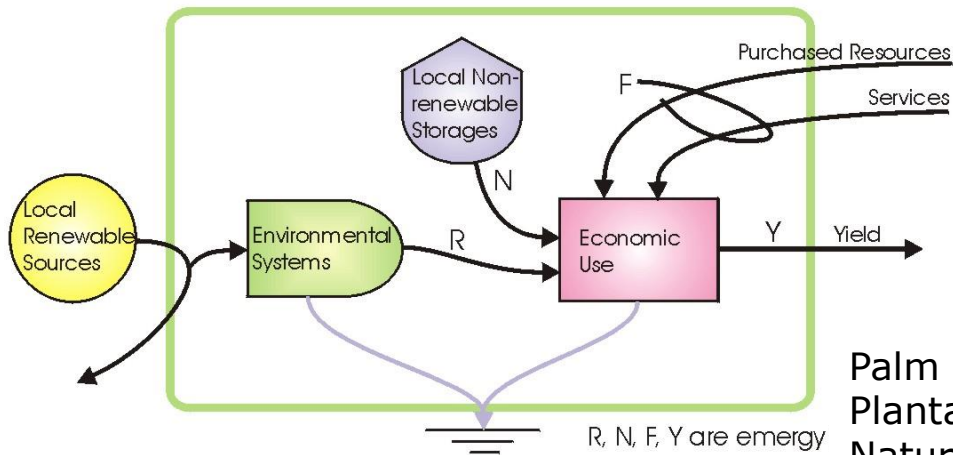 Purchased Resources
Local Non-
renewable
Storages
F
Services
N
Local
Renewable
Sources
Environmental
Systems
R
Economic
Use
Y
Yield
Palm
Planta
Natur
R, N, F, Y are emergy